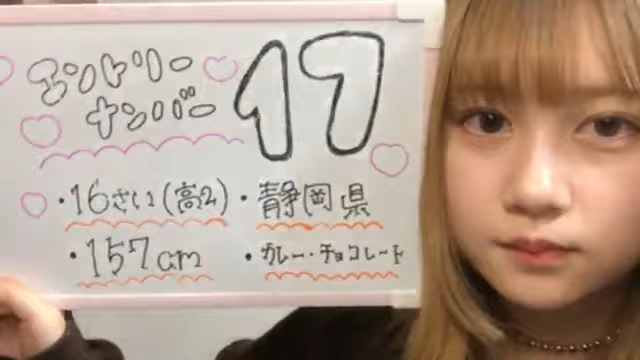 エントリー
ナンバー 17
・16さい(高2)・静岡県
・157cm ・カレー・チョコレート